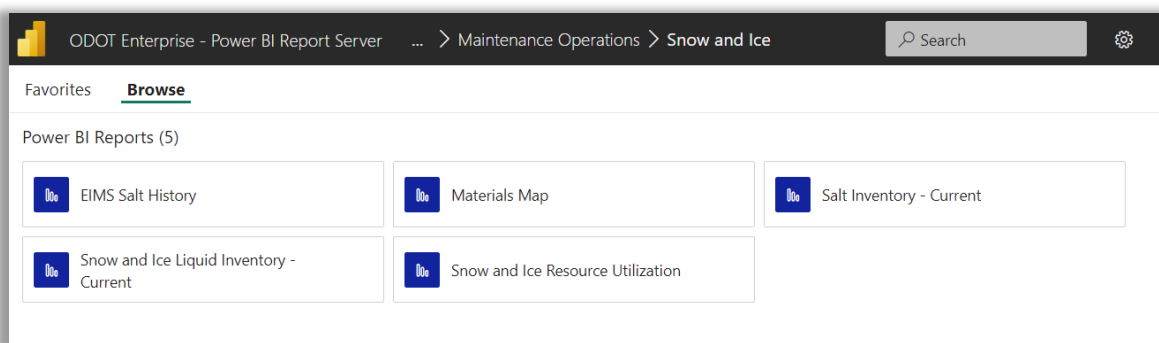 ODOT Enterprise - Power BI Report Server ... > Maintenance Operations > Snow and Ice Search
Favorites Browse
Power BI Reports (5)
EIMS Salt History Materials Map Salt Inventory - Current
Snow and Ice Liquid Inventory -
Current
Snow and Ice Resource Utilization